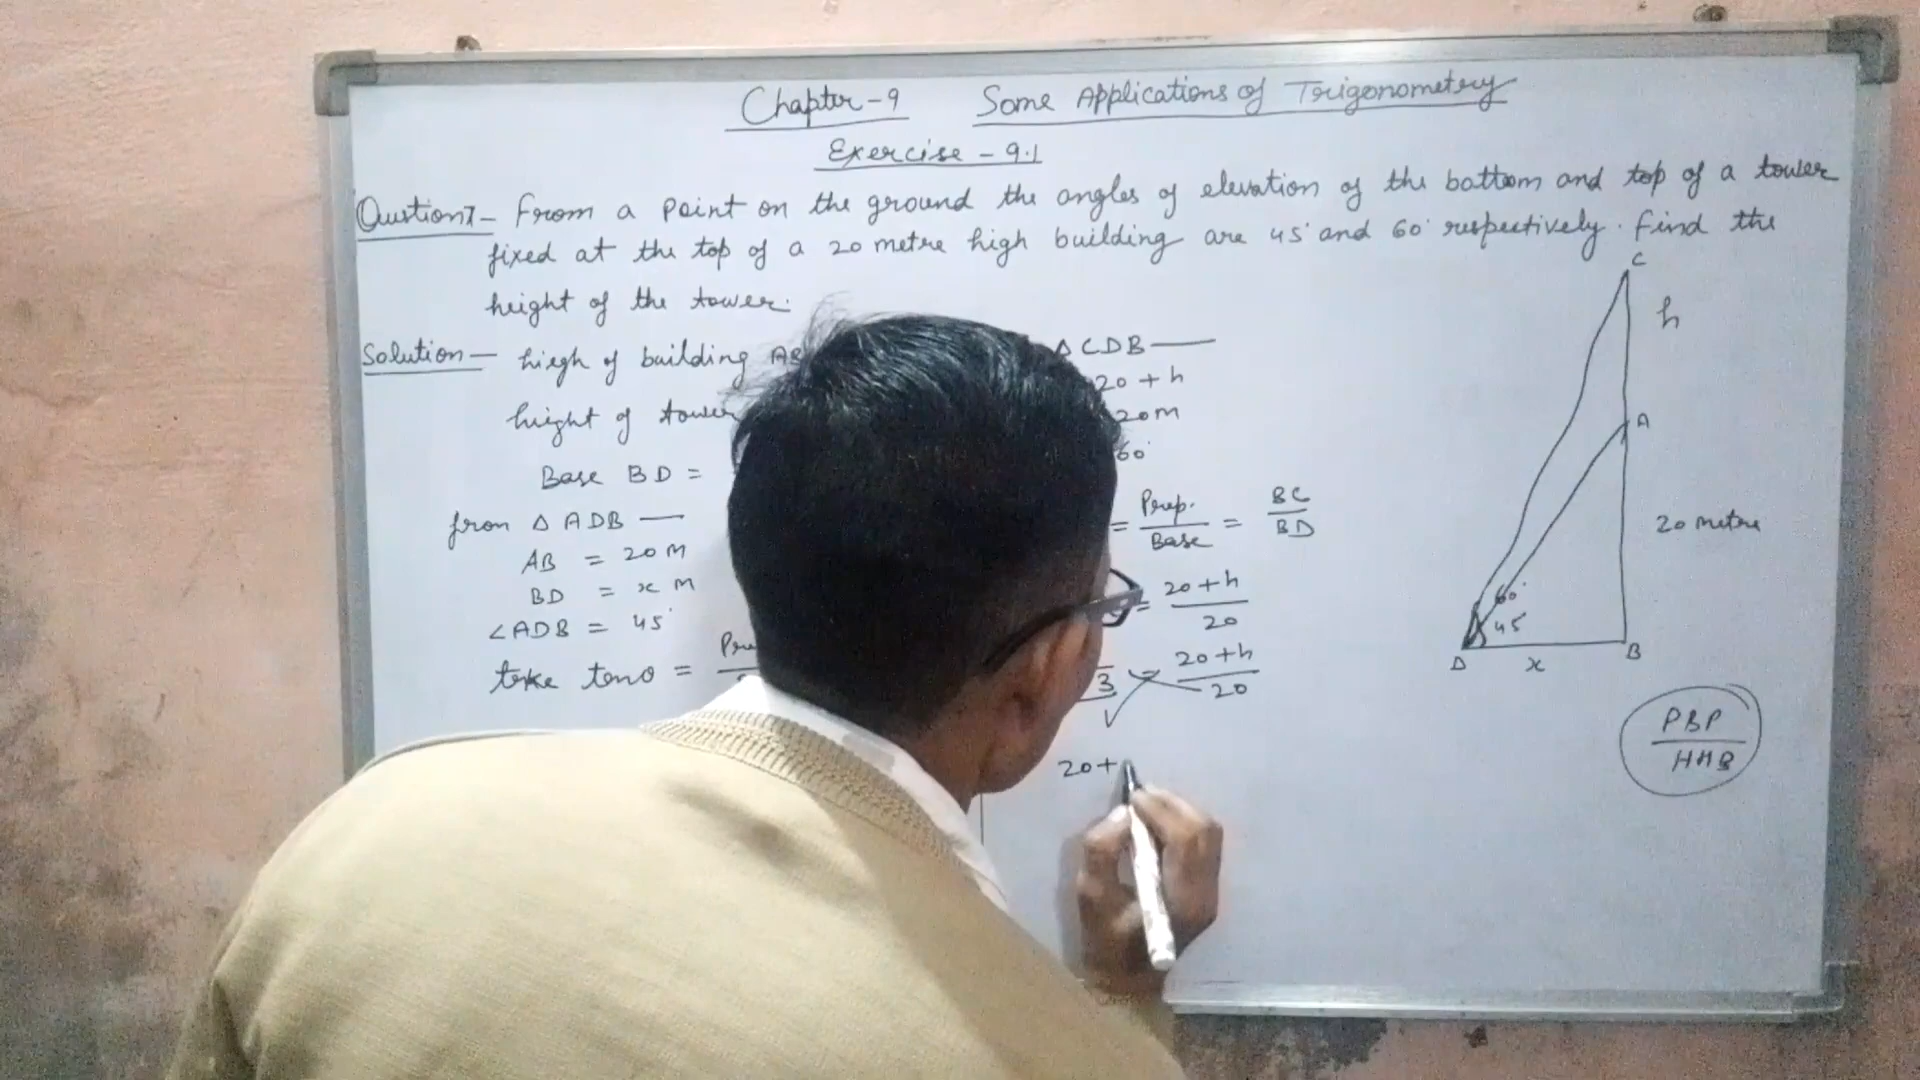 Chapter-9 Some Applications of Trigonometry
Exercise - 9.1
Question7- From a point on the ground the angles of elevation of the bottom and top of a tower
fixed at the top of a 20 metre high building are 45° and 60° respectively. Find the
height of the tower.
Solution- hiegh of building AB
height of tower
Base BD =
from Δ ADB —
AB = 20 M
BD = x M
∠ADB = 45°
take tanθ =
Δ CDB —
20 + h
20m
60°
= Prep./Base = BC/BD
= 20+h/20
3 = 20+h/20
20+
C
h
A
20 metre
60°
45°
D x B
PBP
HHB